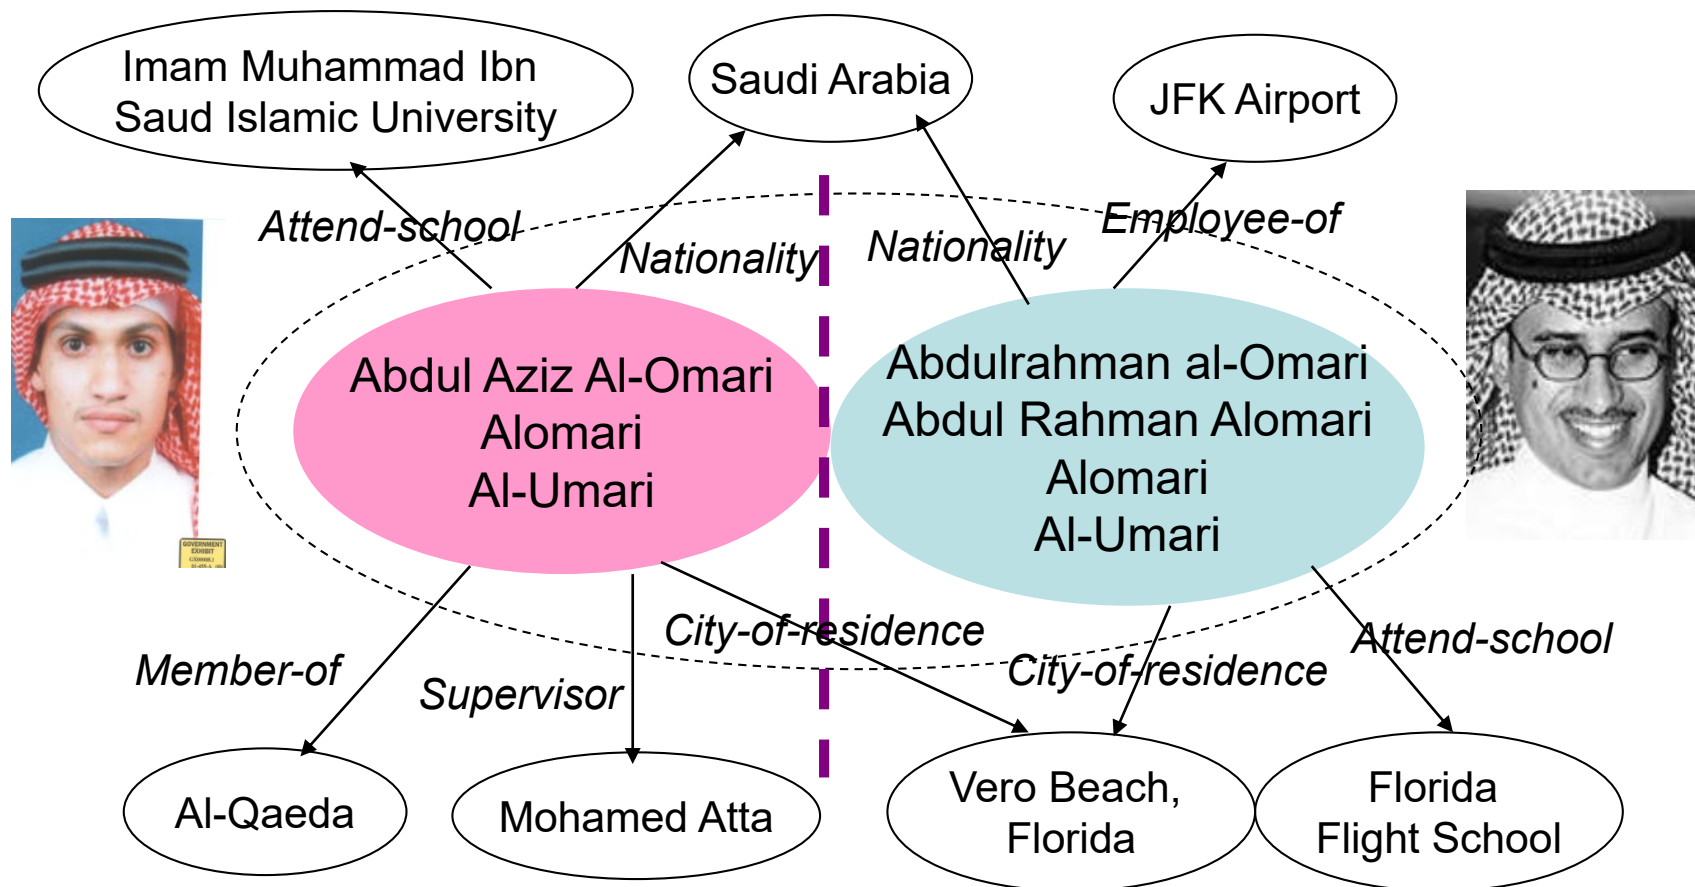 Imam Muhammad Ibn
Saud Islamic University
Saudi Arabia
JFK Airport
Attend-school
Nationality
Nationality
Employee-of
Abdul Aziz Al-Omari
Alomari
Al-Umari
Abdulrahman al-Omari
Abdul Rahman Alomari
Alomari
Al-Umari
GOVERNMENT
EXHIBIT
Member-of
Supervisor
City-of-residence
City-of-residence
Attend-school
Al-Qaeda
Mohamed Atta
Vero Beach,
Florida
Florida
Flight School